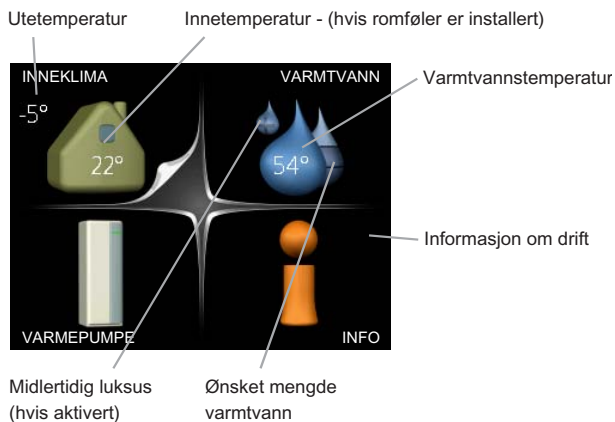 Utetemperatur
Innetemperatur - (hvis romføler er installert)
INNEKLIMA
VARMTVANN
Varmtvannstemperatur
-5°
22°
54°
Informasjon om drift
VARMEPUMPE
INFO
Midlertidig luksus
(hvis aktivert)
Ønsket mengde
varmtvann